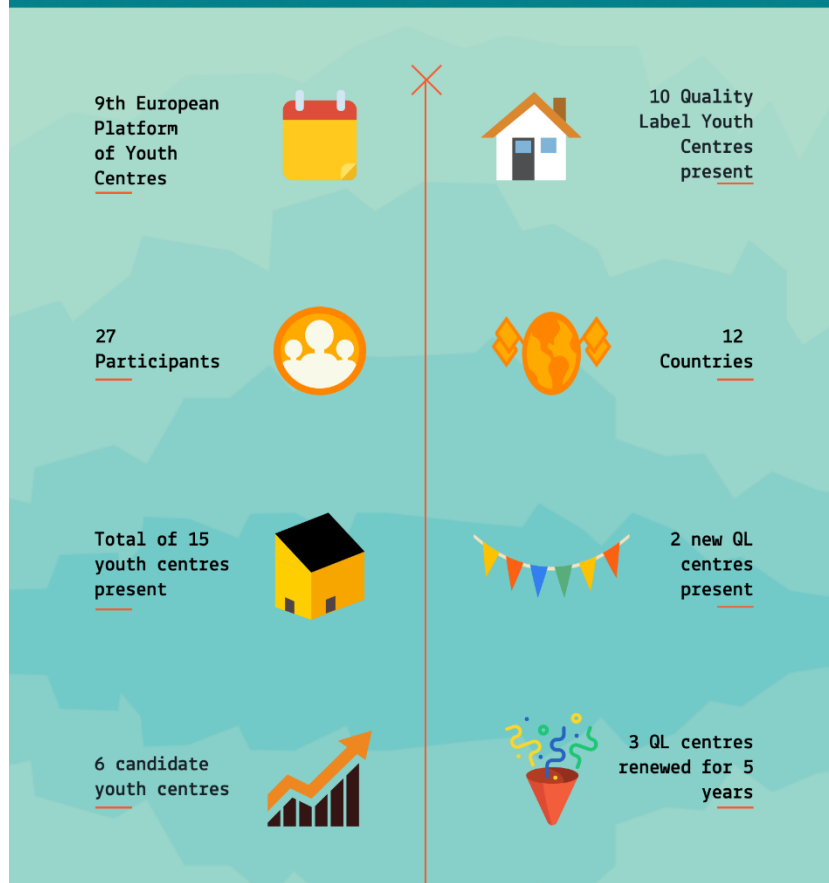 9th European
Platform
of Youth
Centres
10 Quality
Label Youth
Centres
present
27
Participants
12
Countries
Total of 15
youth centres
present
2 new QL
centres
present
6 candidate
youth centres
3 QL centres
renewed for 5
years